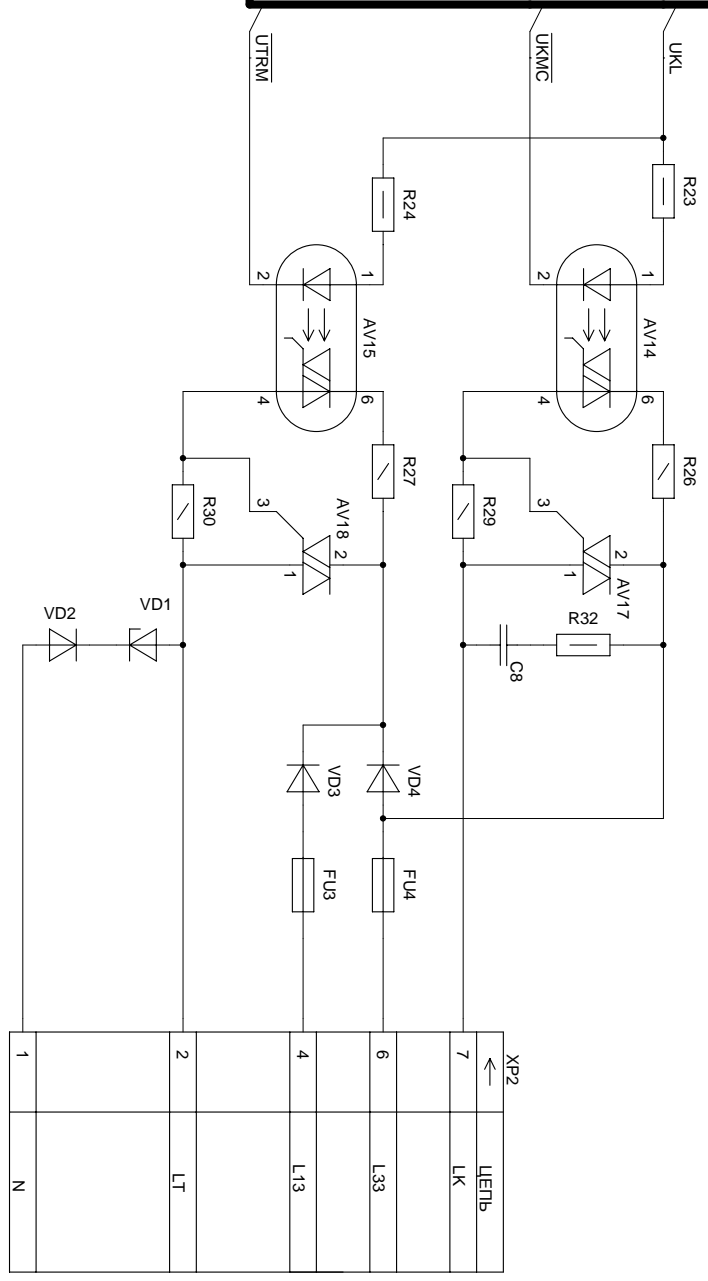 UTRM
UKMC
UKL
R24
R23
2
1
2
1
AV15
AV14
4
6
4
6
R27
R26
R30
3
AV18
R29
3
2
1
2
1
AV17
VD2
VD1
R32
C8
VD3
VD4
FU3
FU4
XP2
1
2
4
6
7
ЦЕПЬ
N
LT
L13
L33
LK